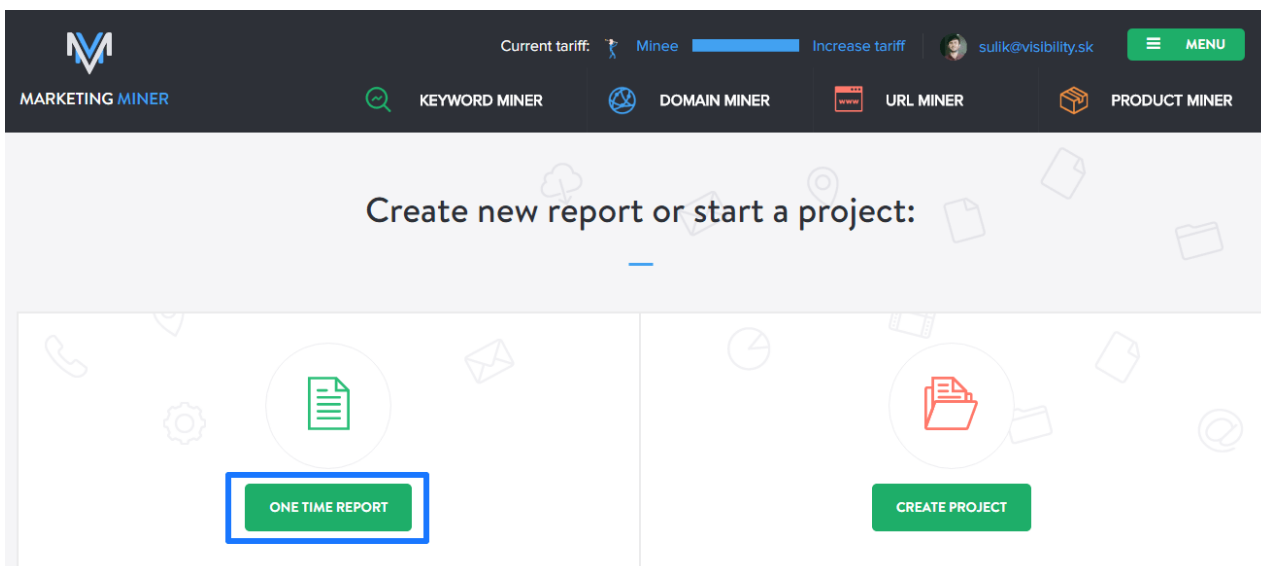 Current tariff: Minee Increase tariff sulik@visibility.sk MENU
MARKETING MINER KEYWORD MINER DOMAIN MINER www URL MINER PRODUCT MINER
Create new report or start a project:
ONE TIME REPORT CREATE PROJECT